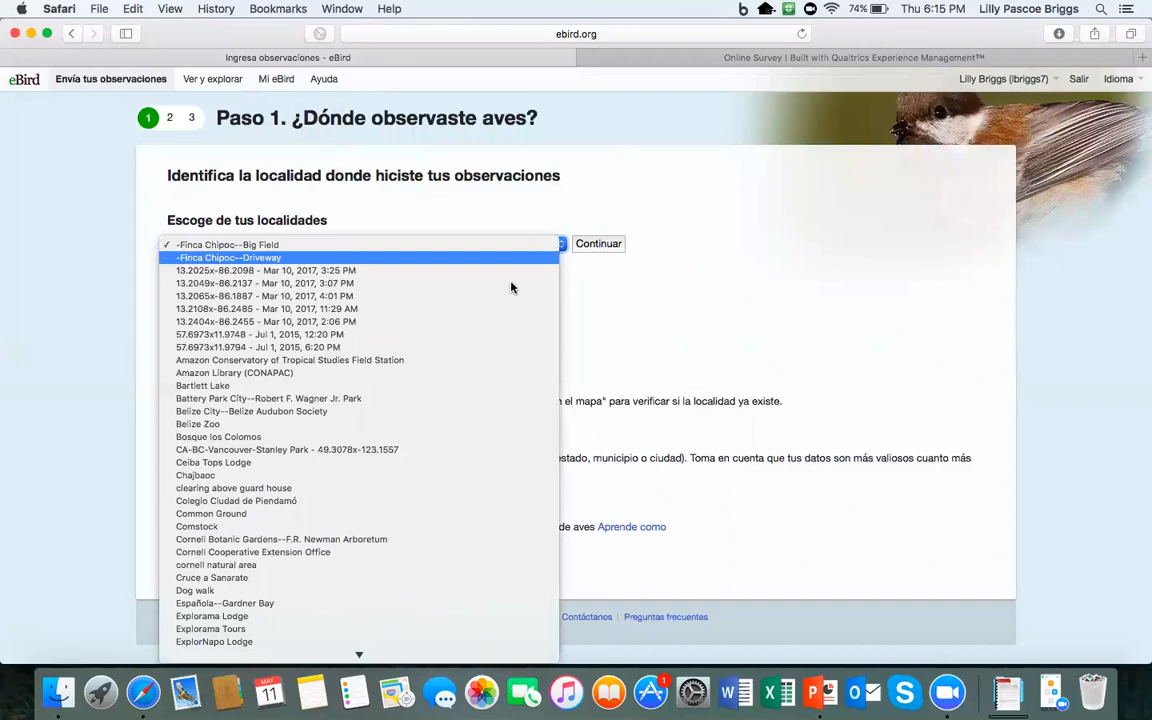 Safari File Edit View History Bookmarks Window Help 74% Thu 6:15 PM Lilly Pascoe Briggs
ebird.org
Ingresa observaciones - eBird Online Survey | Built with Qualtrics Experience Management™
eBird Envía tus observaciones Ver y explorar Mi eBird Ayuda Lilly Briggs (lbriggs7) Salir Idioma
1 2 3 Paso 1. ¿Dónde observaste aves?
Identifica la localidad donde hiciste tus observaciones
Escoge de tus localidades
✓ -Finca Chipoc--Big Field Continuar
-Finca Chipoc--Driveway
13.2025x-86.2098 - Mar 10, 2017, 3:25 PM
13.2049x-86.2137 - Mar 10, 2017, 3:07 PM
13.2065x-86.1887 - Mar 10, 2017, 4:01 PM
13.2108x-86.2485 - Mar 10, 2017, 11:29 AM
13.2404x-86.2455 - Mar 10, 2017, 2:06 PM
57.6973x11.9748 - Jul 1, 2015, 12:20 PM
57.6973x11.9794 - Jul 1, 2015, 6:20 PM
Amazon Conservatory of Tropical Studies Field Station
Amazon Library (CONAPAC)
Bartlett Lake
Battery Park City--Robert F. Wagner Jr. Park
el mapa" para verificar si la localidad ya existe.
Belize City--Belize Audubon Society
Belize Zoo
Bosque los Colomos
CA-BC-Vancouver-Stanley Park - 49.3078x-123.1557
estado, municipio o ciudad). Toma en cuenta que tus datos son más valiosos cuanto más
Ceiba Tops Lodge
Chajbaoc
clearing above guard house
Colegio Ciudad de Piendamó
Common Ground
Comstock
de aves Aprende como
Cornell Botanic Gardens--F.R. Newman Arboretum
Cornell Cooperative Extension Office
cornell natural area
Cruce a Sanarate
Dog walk
Española--Gardner Bay
Explorama Lodge
Contáctanos Preguntas frecuentes
Explorama Tours
ExplorNapo Lodge
MAY
11
1